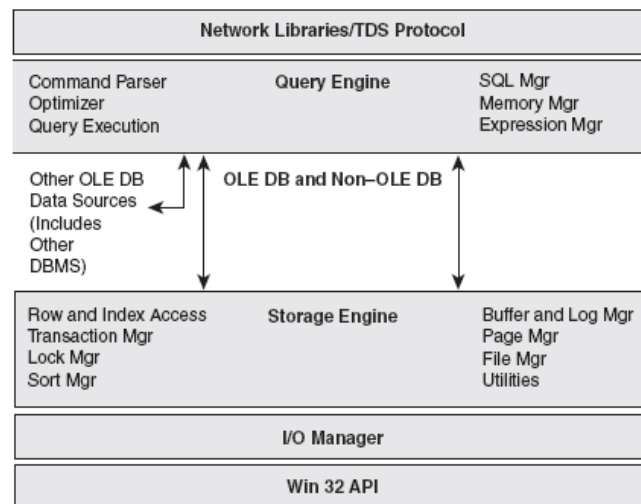 Network Libraries/TDS Protocol
Command Parser
Optimizer
Query Execution
Query Engine
SQL Mgr
Memory Mgr
Expression Mgr
Other OLE DB
Data Sources
(Includes
Other
DBMS)
OLE DB and Non–OLE DB
Row and Index Access
Transaction Mgr
Lock Mgr
Sort Mgr
Storage Engine
Buffer and Log Mgr
Page Mgr
File Mgr
Utilities
I/O Manager
Win 32 API